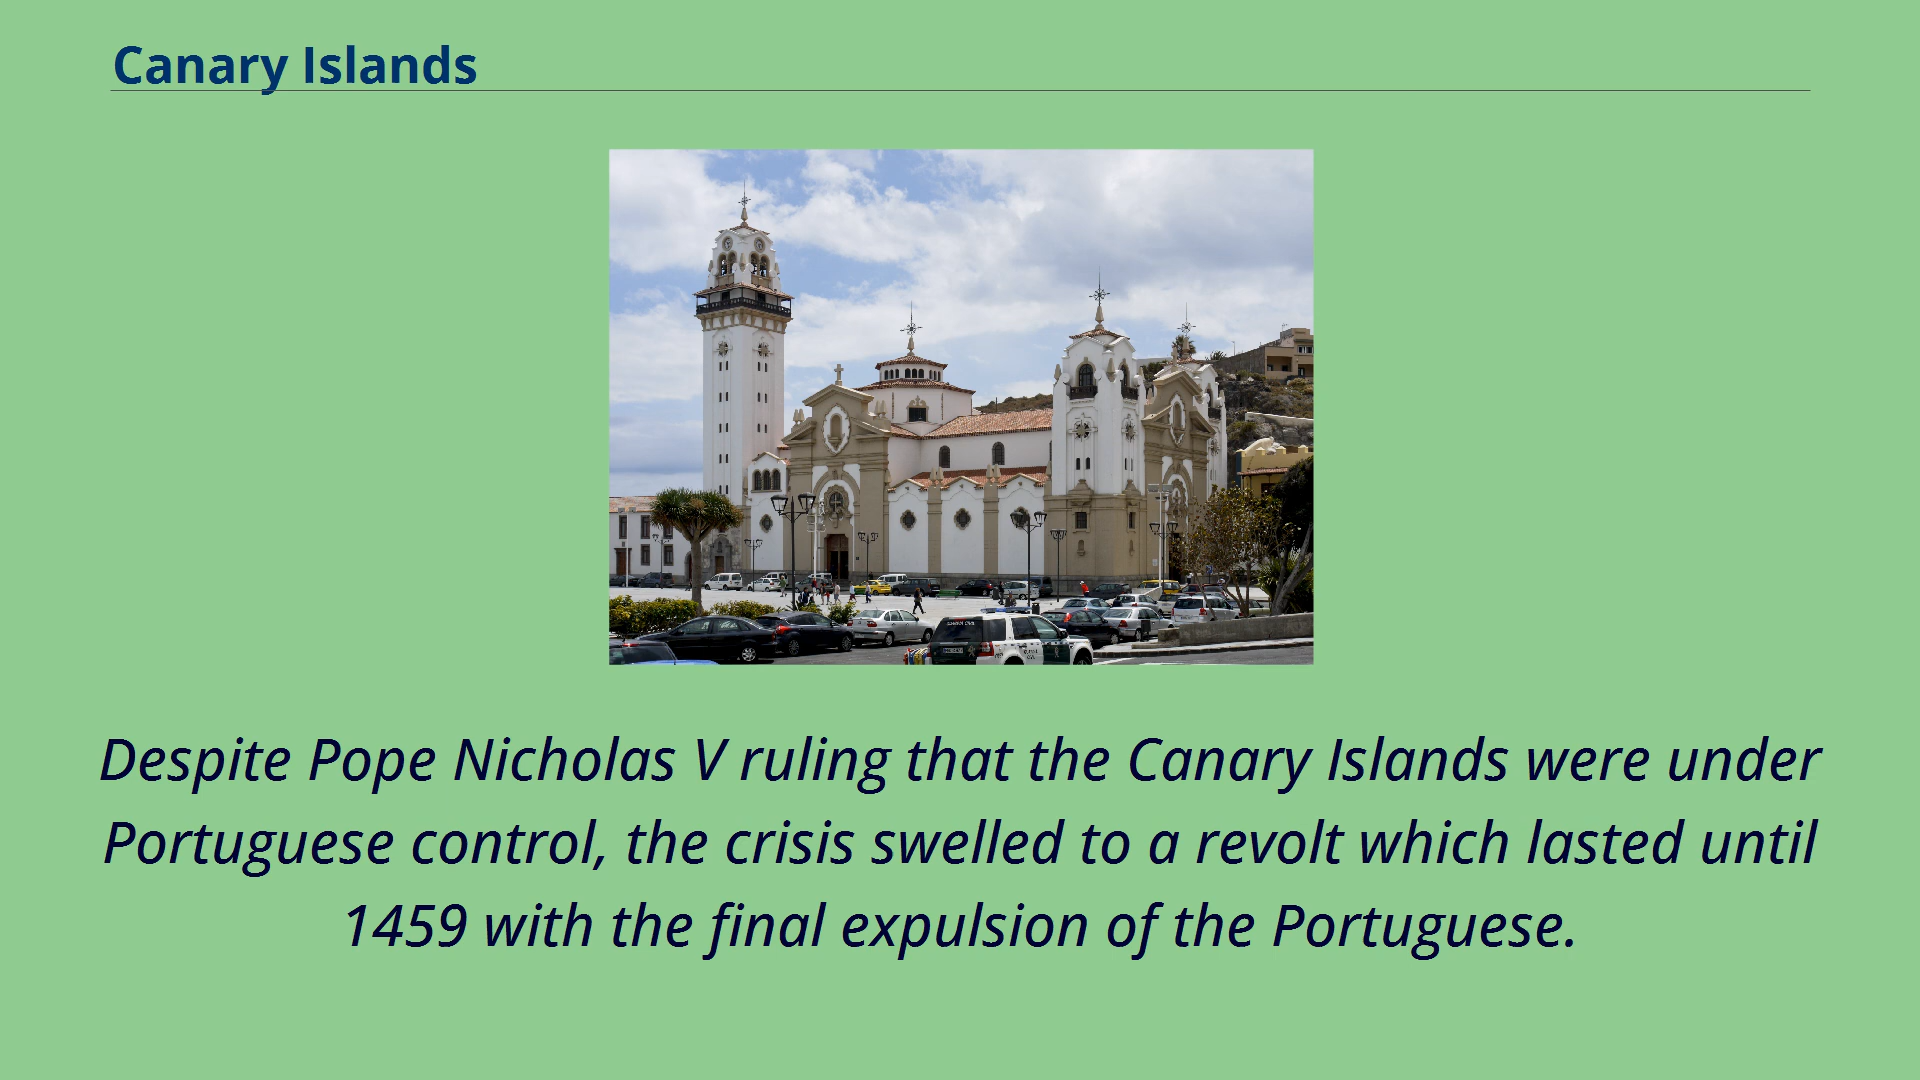 Canary Islands
Despite Pope Nicholas V ruling that the Canary Islands were under
Portuguese control, the crisis swelled to a revolt which lasted until
1459 with the final expulsion of the Portuguese.